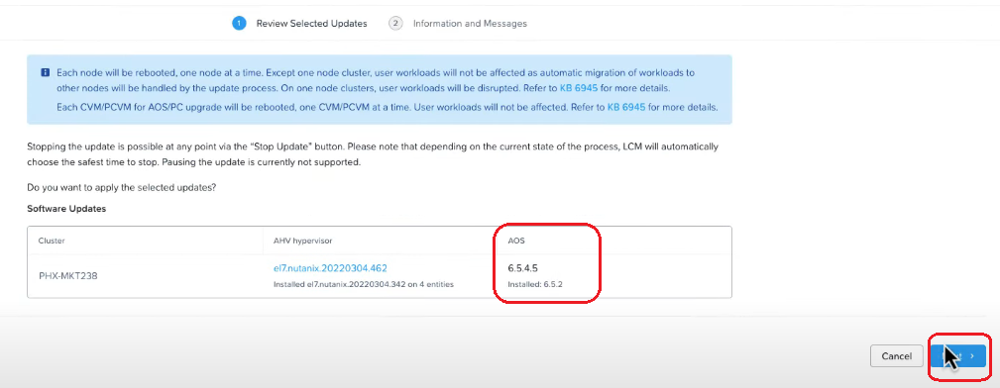 1 Review Selected Updates 2 Information and Messages
Each node will be rebooted, one node at a time. Except one node cluster, user workloads will not be affected as automatic migration of workloads to
other nodes will be handled by the update process. On one node clusters, user workloads will be disrupted. Refer to KB 6945 for more details.
Each CVM/PCVM for AOS/PC upgrade will be rebooted, one CVM/PCVM at a time. User workloads will not be affected. Refer to KB 6945 for more details.
Stopping the update is possible at any point via the “Stop Update” button. Please note that depending on the current state of the process, LCM will automatically
choose the safest time to stop. Pausing the update is currently not supported.
Do you want to apply the selected updates?
Software Updates
Cluster AHV hypervisor AOS
PHX-MKT238
el7.nutanix.20220304.462 6.5.4.5
Installed el7.nutanix.20220304.342 on 4 entities Installed: 6.5.2
Cancel